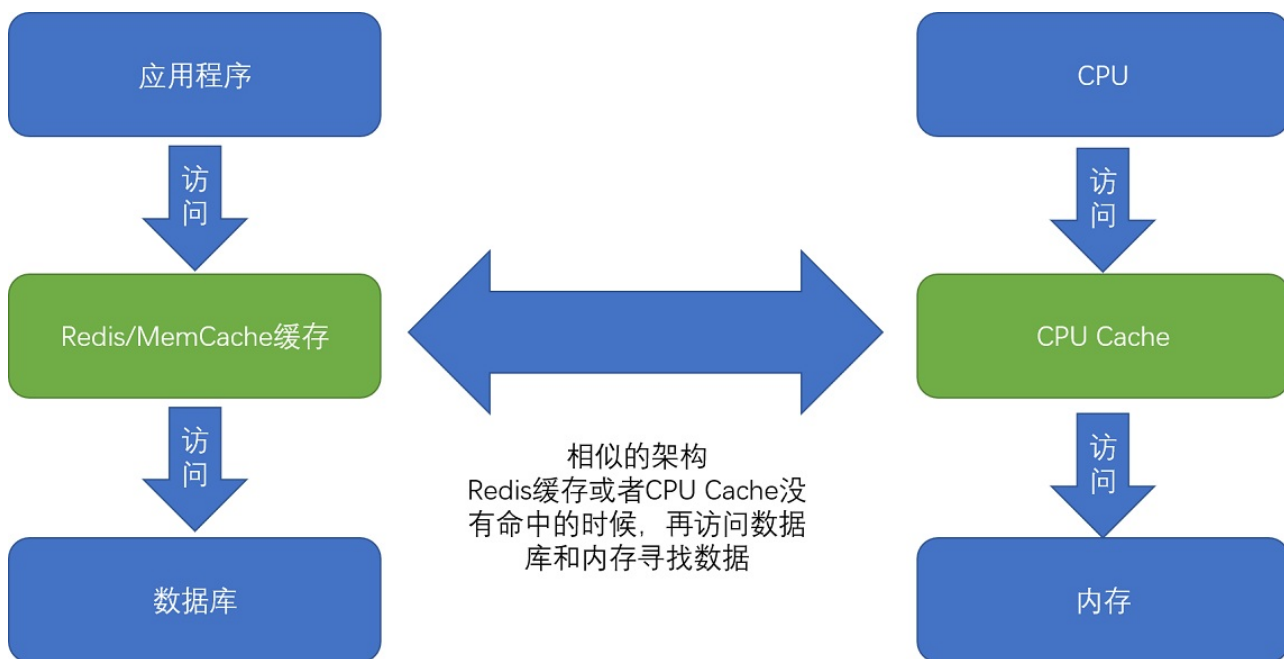 应用程序
CPU
访
问
访
问
Redis/MemCache缓存
CPU Cache
访
问
访
问
相似的架构
Redis缓存或者CPU Cache没
有命中的时候，再访问数据
库和内存寻找数据
数据库
内存